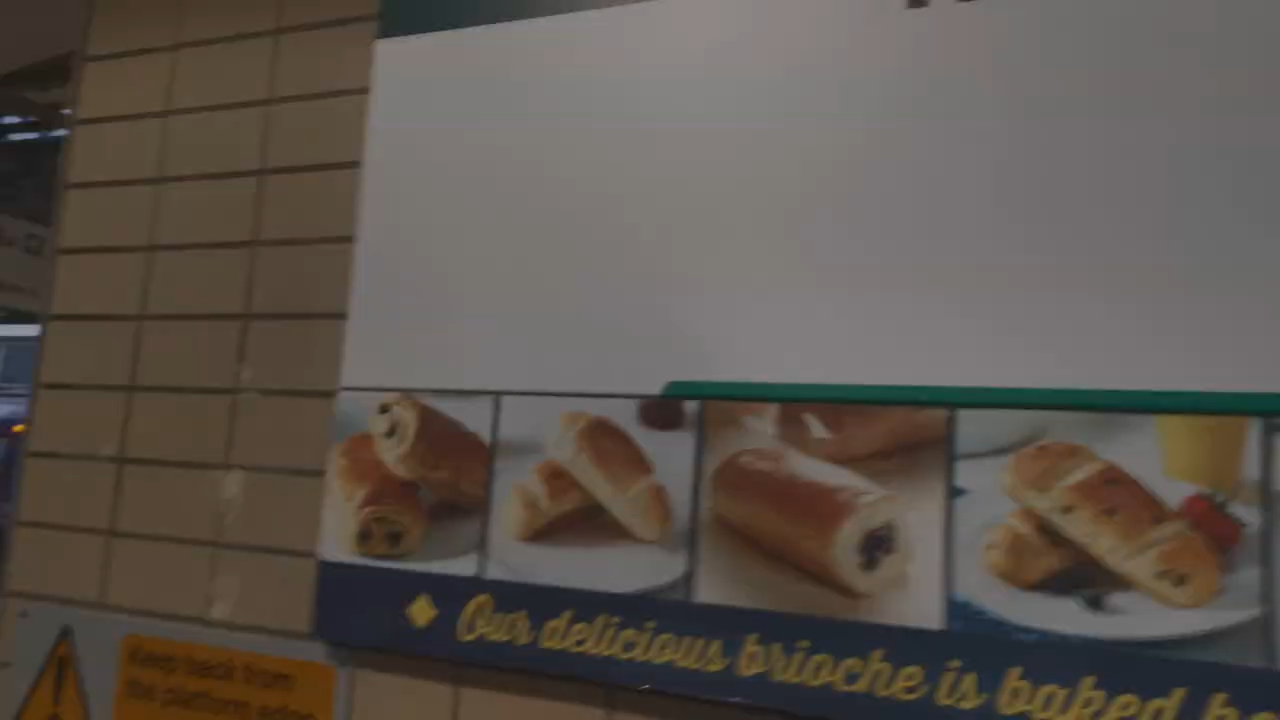 Our delicious brioche is baked
Keep back from
the platform edge